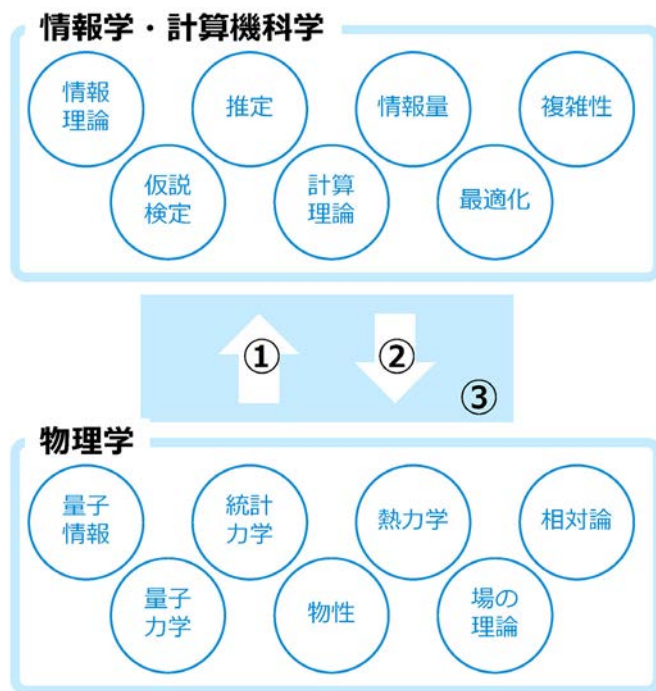 情報学・計算機科学
情報
理論
推定
情報量
複雑性
仮説
検定
計算
理論
最適化
①
②
③
物理学
量子
情報
統計
力学
熱力学
相対論
量子
力学
物性
場の
理論